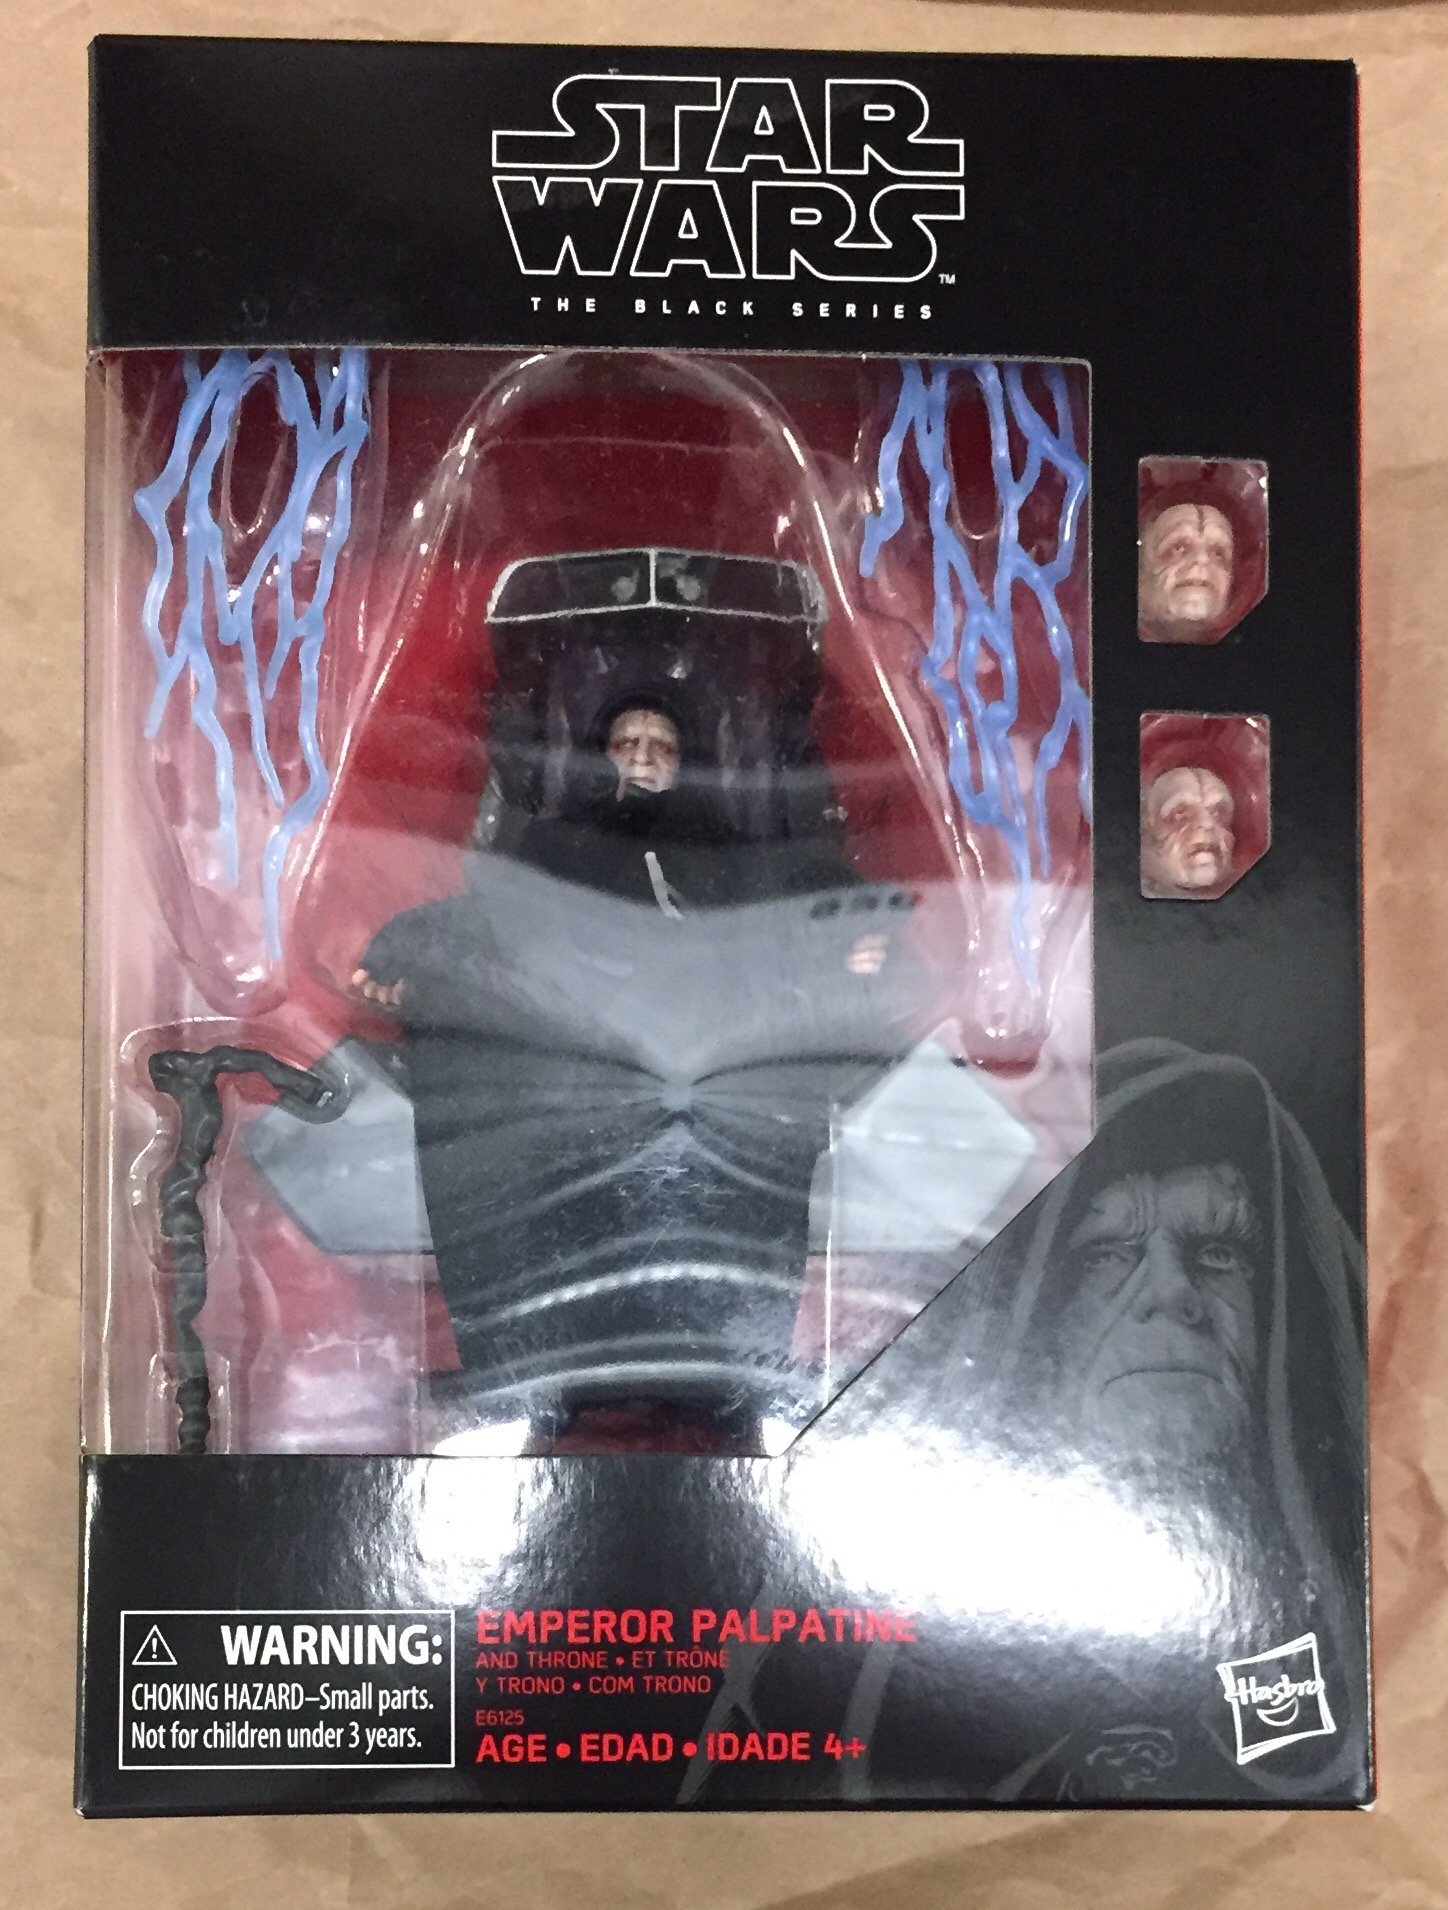 STAR
WARS
TM
THE BLACK SERIES
WARNING:
CHOKING HAZARD–Small parts.
Not for children under 3 years.
EMPEROR PALPATINE
AND THRONE • ET TRÔNE
Y TRONO • COM TRONO
E6125
AGE • EDAD • IDADE 4+
Hasbro